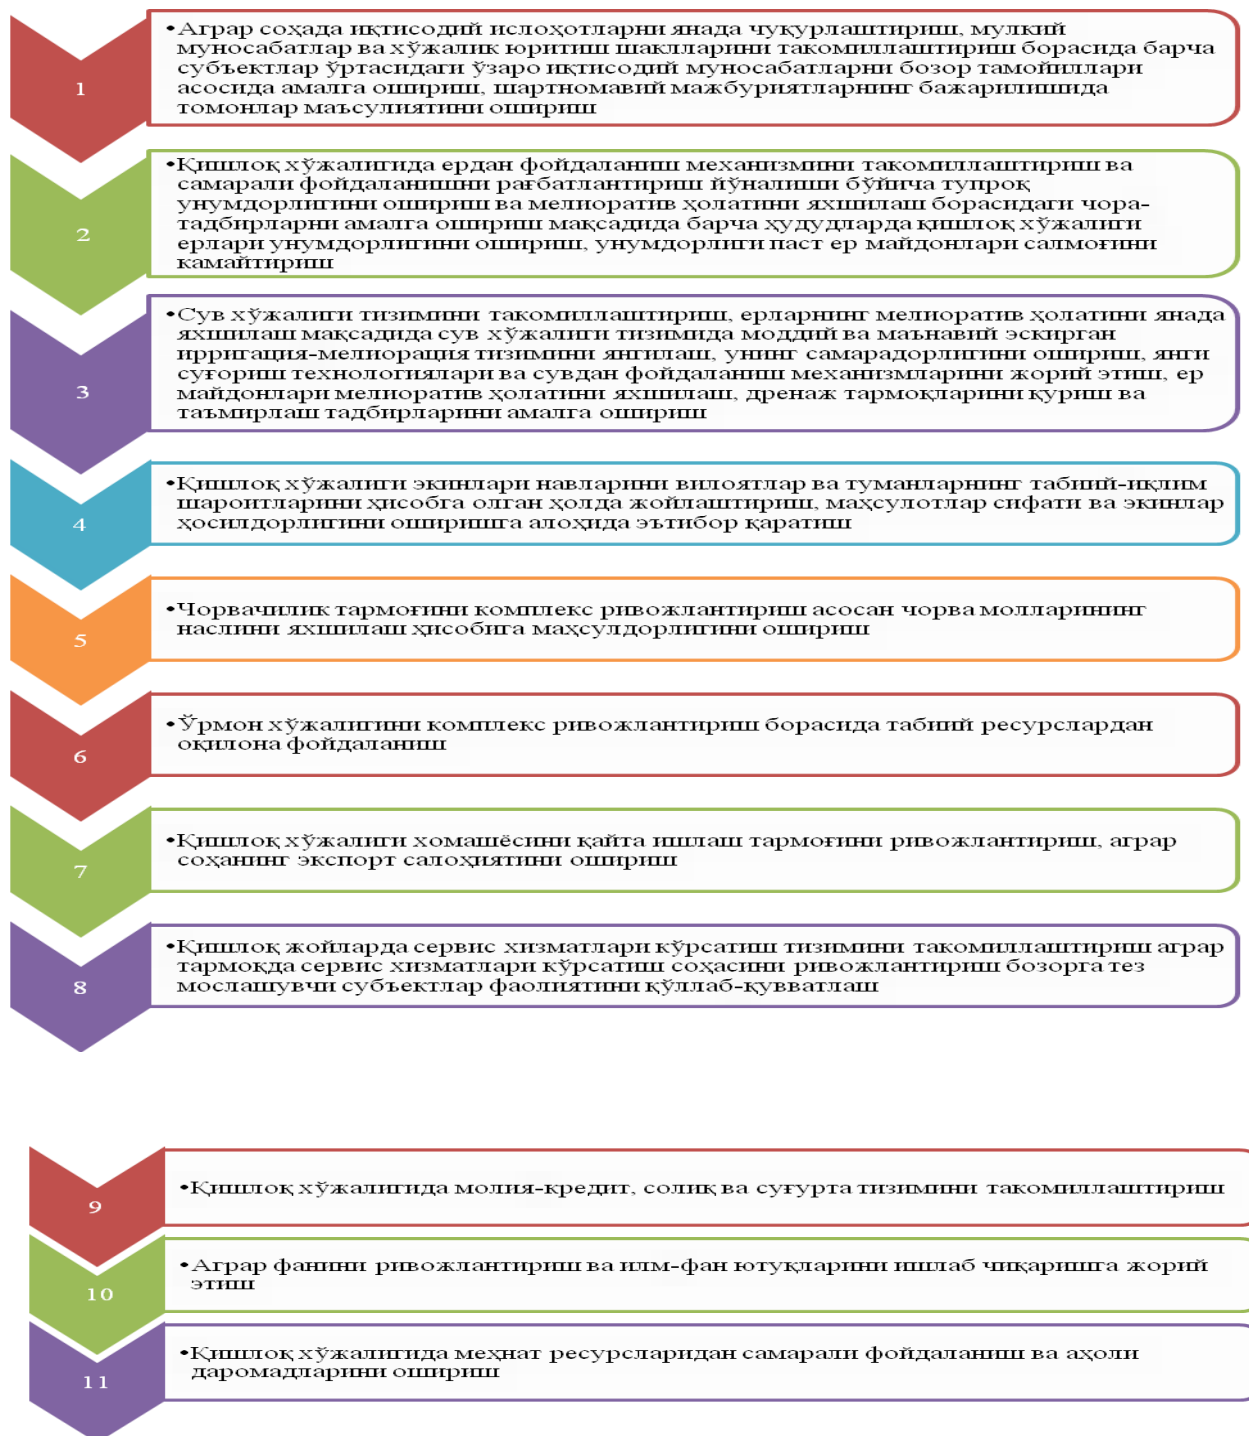 1
•Аграр соҳада иқтисодий ислоҳотларни янада чуқурлаштириш, мулкий
муносабатлар ва хўжалик юритиш шаклларини такомиллаштириш борасида барча
субъектлар ўртасидаги ўзаро иқтисодий муносабатларни бозор тамойиллари
асосида амалга ошириш, шартномавий мажбуриятларнинг бажарилишида
томонлар маъсулиятини ошириш
2
•Қишлоқ хўжалигида ердан фойдаланиш механизмини такомиллаштириш ва
самарали фойдаланишни рағбатлантириш йўналиши бўйича тупроқ
унумдорлигини ошириш ва мелиоратив ҳолатини яхшилаш борасидаги чора-
тадбирларни амалга ошириш мақсадида барча ҳудудларда қишлоқ хўжалиги
ерлари унумдорлигини ошириш, унумдорлиги паст ер майдонлари салмоғини
камайтириш
3
•Сув хўжалиги тизимини такомиллаштириш, ерларнинг мелиоратив ҳолатини янада
яхшилаш мақсадида сув хўжалиги тизимида моддий ва маънавий эскирган
ирригация-мелиорация тизимини янгилаш, унинг самарадорлигини ошириш, янги
суғориш технологиялари ва сувдан фойдаланиш механизмларини жорий этиш, ер
майдонлари мелиоратив ҳолатини яхшилаш, дренаж тармоқларини қуриш ва
таъмирлаш тадбирларини амалга ошириш
4
•Қишлоқ хўжалиги экинлари навларини вилоятлар ва туманларнинг табиий-иқлим
шароитларини ҳисобга олган ҳолда жойлаштириш, маҳсулотлар сифати ва экинлар
ҳосилдорлигини оширишга алоҳида эътибор қаратиш
5
•Чорвачилик тармоғини комплекс ривожлантириш асосан чорва молларининг
наслини яхшилаш ҳисобига маҳсулдорлигини ошириш
6
•Ўрмон хўжалигини комплекс ривожлантириш борасида табиий ресурслардан
оқилона фойдаланиш
7
•Қишлоқ хўжалиги хомашёсини қайта ишлаш тармоғини ривожлантириш, аграр
соҳанинг экспорт салоҳиятини ошириш
8
•Қишлоқ жойларда сервис хизматлари кўрсатиш тизимини такомиллаштириш аграр
тармоқда сервис хизматлари кўрсатиш соҳасини ривожлантириш бозорга тез
мослашувчи субъектлар фаолиятини қўллаб-қувватлаш
9
•Қишлоқ хўжалигида молия-кредит, солиқ ва суғурта тизимини такомиллаштириш
10
•Аграр фанини ривожлантириш ва илм-фан ютуқларини ишлаб чиқаришга жорий
этиш
11
•Қишлоқ хўжалигида меҳнат ресурсларидан самарали фойдаланиш ва аҳоли
даромадларини ошириш